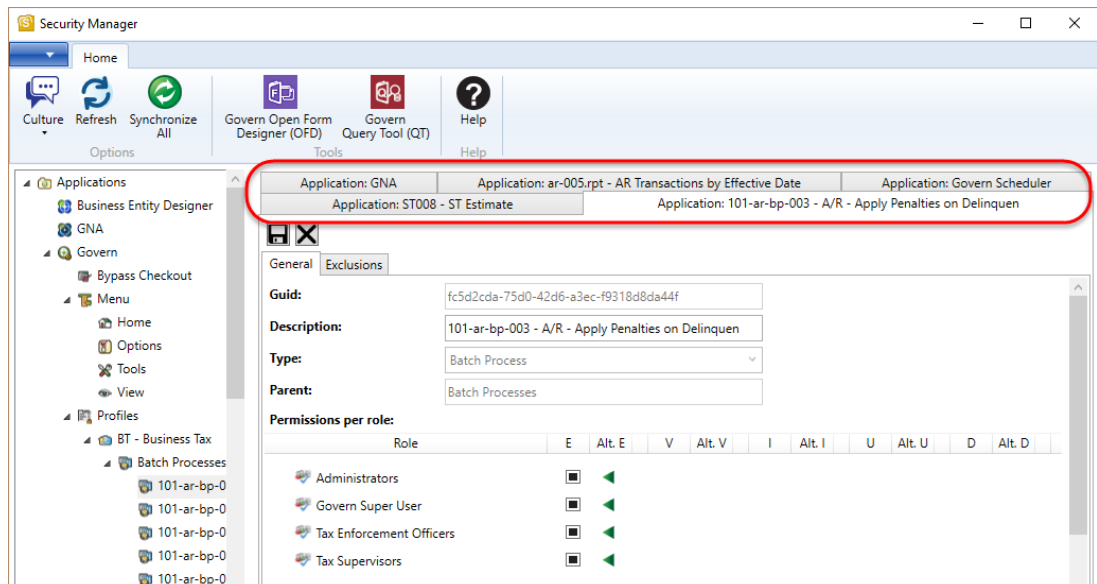 Security Manager
Home
Culture Refresh Synchronize All
Govern Open Form Designer (OFD) Govern Query Tool (QT)
Help
Options Tools Help
Applications
Business Entity Designer
GNA
Govern
Bypass Checkout
Menu
Home
Options
Tools
View
Profiles
BT - Business Tax
Batch Processes
101-ar-bp-0
101-ar-bp-0
101-ar-bp-0
101-ar-bp-0
101-ar-bp-0
Application: GNA Application: ar-005.rpt - AR Transactions by Effective Date Application: Govern Scheduler
Application: ST008 - ST Estimate Application: 101-ar-bp-003 - A/R - Apply Penalties on Delinquen
General Exclusions
Guid: fc5d2cda-75d0-42d6-a3ec-f9318d8da44f
Description: 101-ar-bp-003 - A/R - Apply Penalties on Delinquen
Type: Batch Process
Parent: Batch Processes
Permissions per role:
Role E Alt. E V Alt. V I Alt. I U Alt. U D Alt. D
Administrators
Govern Super User
Tax Enforcement Officers
Tax Supervisors